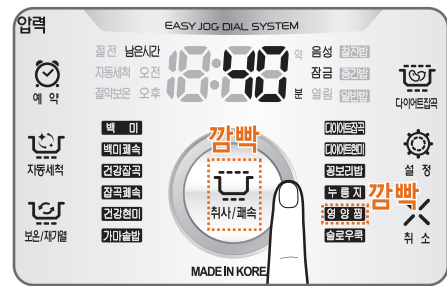 압력
EASY JOG DIAL SYSTEM
절전 남은시간
자동세척 오전
절약보온 오후
40
약
분
음성 찰진밥
잠금 중간밥
열림 일반밥
예 약
자동세척
보온/재가열
백 미
백미쾌속
건강잡곡
잡곡쾌속
건강현미
가마솥밥
깜빡
취사/쾌속
MADE IN KORE
다이어트잡곡
다이어트현미
꽁보리밥
누 룽 지
영 양 찜
슬로우쿡
깜빡
다이어트잡곡
설 정
취 소